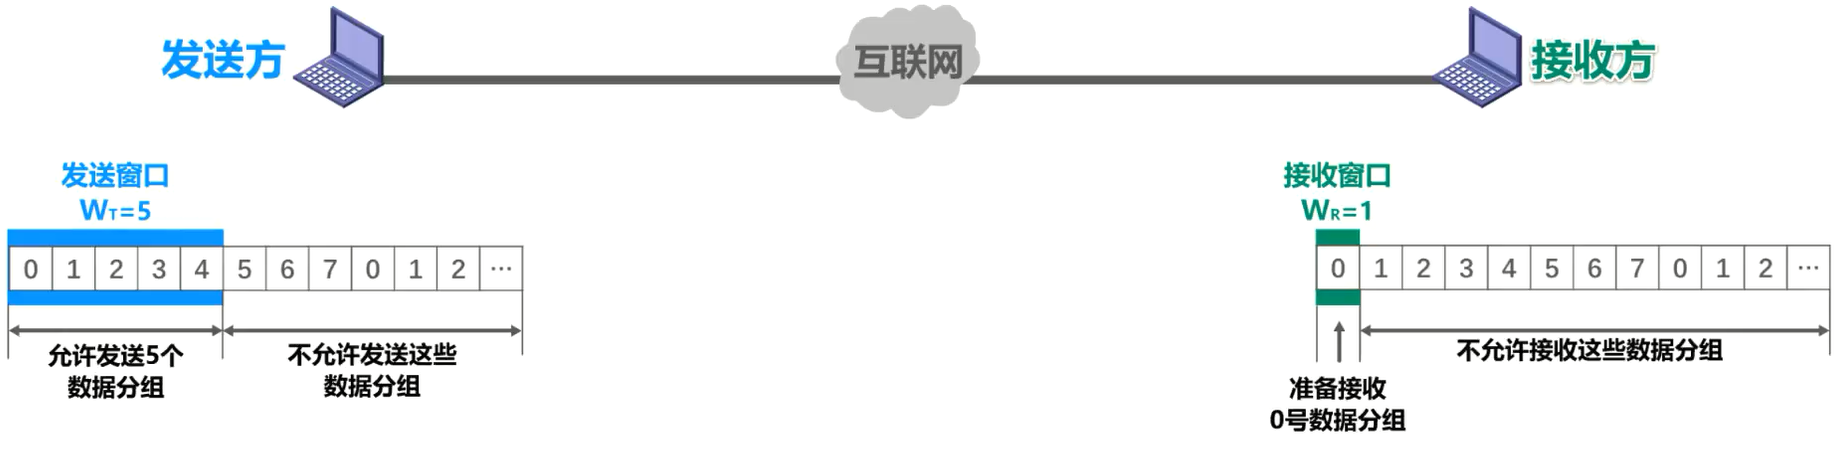 发送方
互联网
接收方
发送窗口
W_T=5
0 1 2 3 4 5 6 7 0 1 2 …
允许发送5个
数据分组
不允许发送这些
数据分组
接收窗口
W_R=1
0 1 2 3 4 5 6 7 0 1 2 …
不允许接收这些数据分组
准备接收
0号数据分组